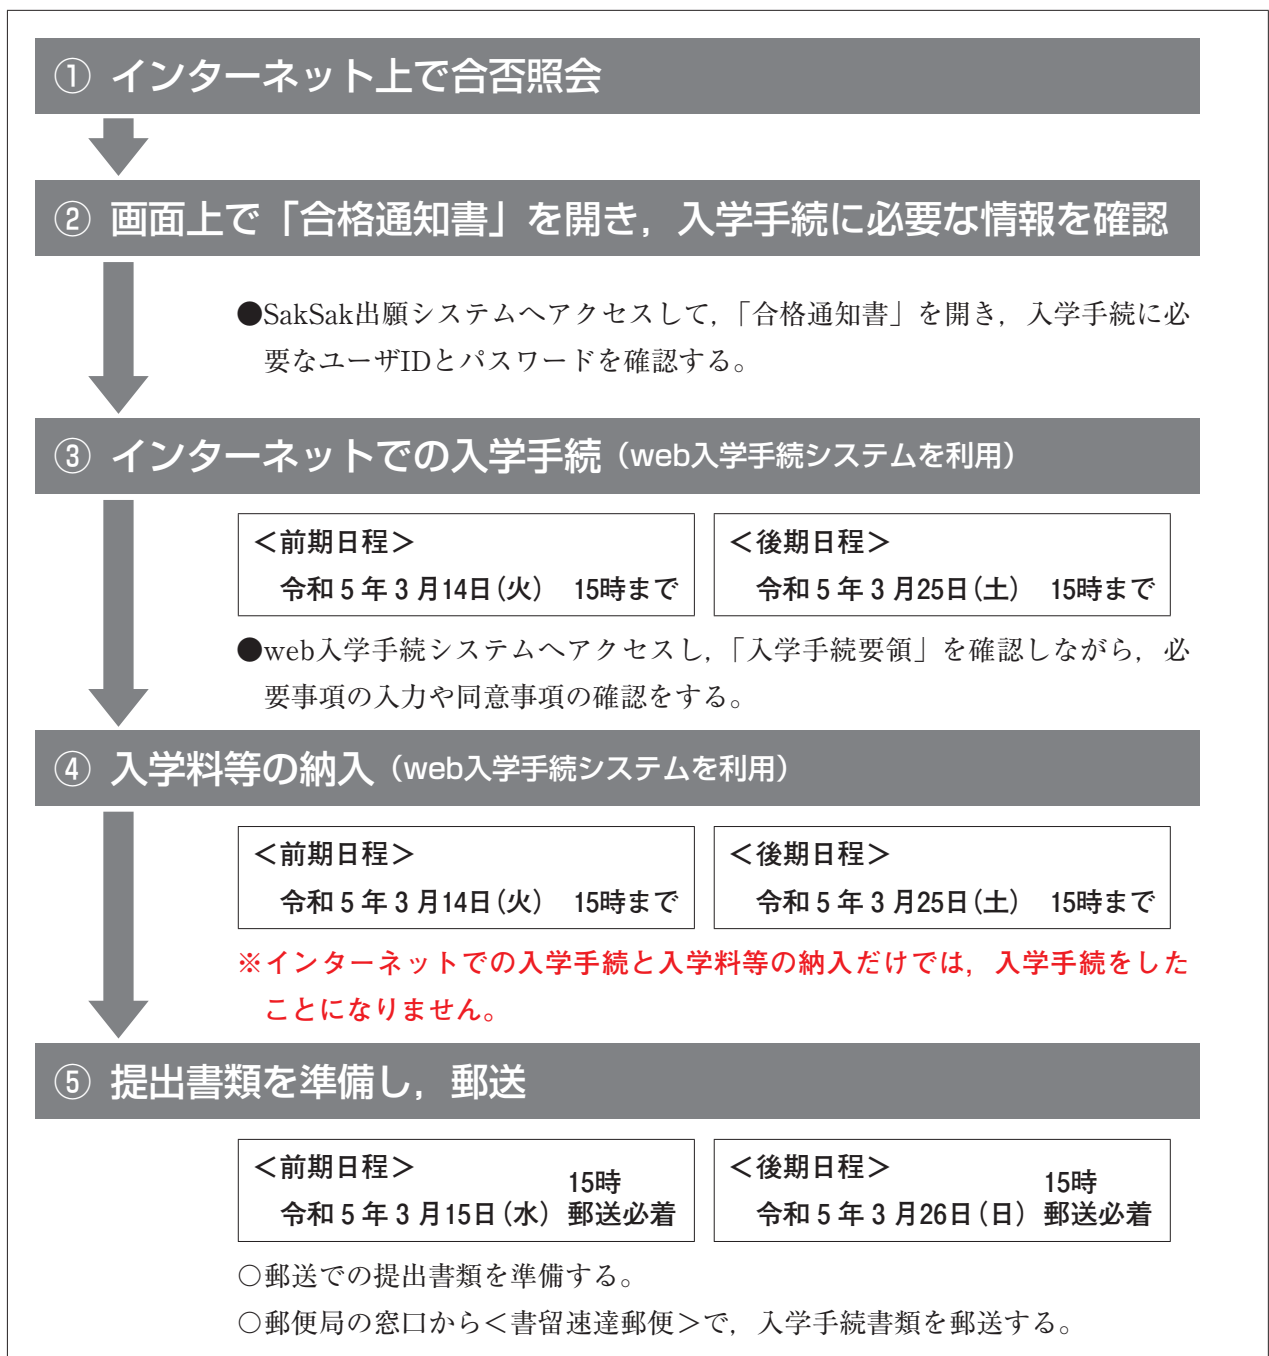 ① インターネット上で合否照会
② 画面上で「合格通知書」を開き，入学手続に必要な情報を確認
●SakSak出願システムへアクセスして，「合格通知書」を開き，入学手続に必
要なユーザIDとパスワードを確認する。
③ インターネットでの入学手続（web入学手続システムを利用）
＜前期日程＞
令和５年３月14日（火） 15時まで
＜後期日程＞
令和５年３月25日（土） 15時まで
●web入学手続システムへアクセスし，「入学手続要領」を確認しながら，必
要事項の入力や同意事項の確認をする。
④ 入学料等の納入（web入学手続システムを利用）
＜前期日程＞
令和５年３月14日（火） 15時まで
＜後期日程＞
令和５年３月25日（土） 15時まで
※インターネットでの入学手続と入学料等の納入だけでは，入学手続をした
ことになりません。
⑤ 提出書類を準備し，郵送
＜前期日程＞
15時
令和５年３月15日（水） 郵送必着
＜後期日程＞
15時
令和５年３月26日（日） 郵送必着
○郵送での提出書類を準備する。
○郵便局の窓口から＜書留速達郵便＞で，入学手続書類を郵送する。